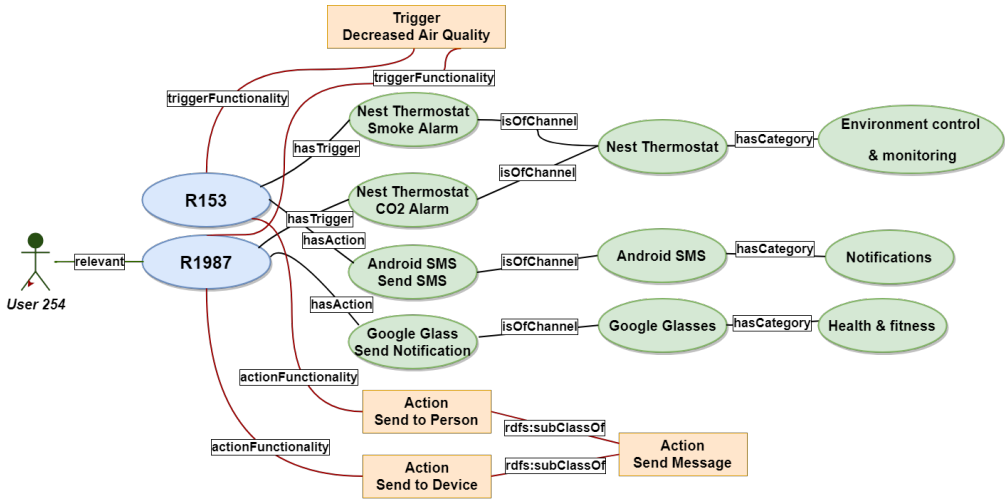 Trigger
Decreased Air Quality
triggerFunctionality
triggerFunctionality
Nest Thermostat
Smoke Alarm
isOfChannel
Nest Thermostat
hasCategory
Environment control
& monitoring
hasTrigger
isOfChannel
R153
Nest Thermostat
CO2 Alarm
hasTrigger
hasAction
relevant
R1987
Android SMS
Send SMS
isOfChannel
Android SMS
hasCategory
Notifications
User 254
hasAction
Google Glass
Send Notification
isOfChannel
Google Glasses
hasCategory
Health & fitness
actionFunctionality
Action
Send to Person
rdfs:subClassOf
actionFunctionality
Action
Send Message
rdfs:subClassOf
Action
Send to Device